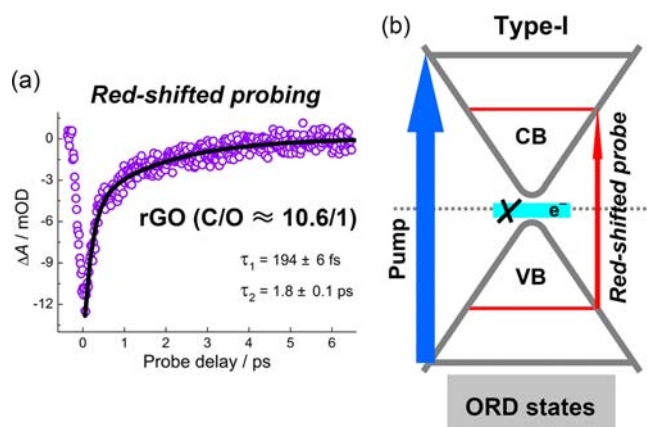 (a)
Red-shifted probing
0
-3
-6
-9
-12
ΔA / mOD
rGO (C/O ≈ 10.6/1)
τ1 = 194 ± 6 fs
τ2 = 1.8 ± 0.1 ps
0 1 2 3 4 5 6
Probe delay / ps
(b)
Type-I
CB
e−
VB
Pump
Red-shifted probe
ORD states